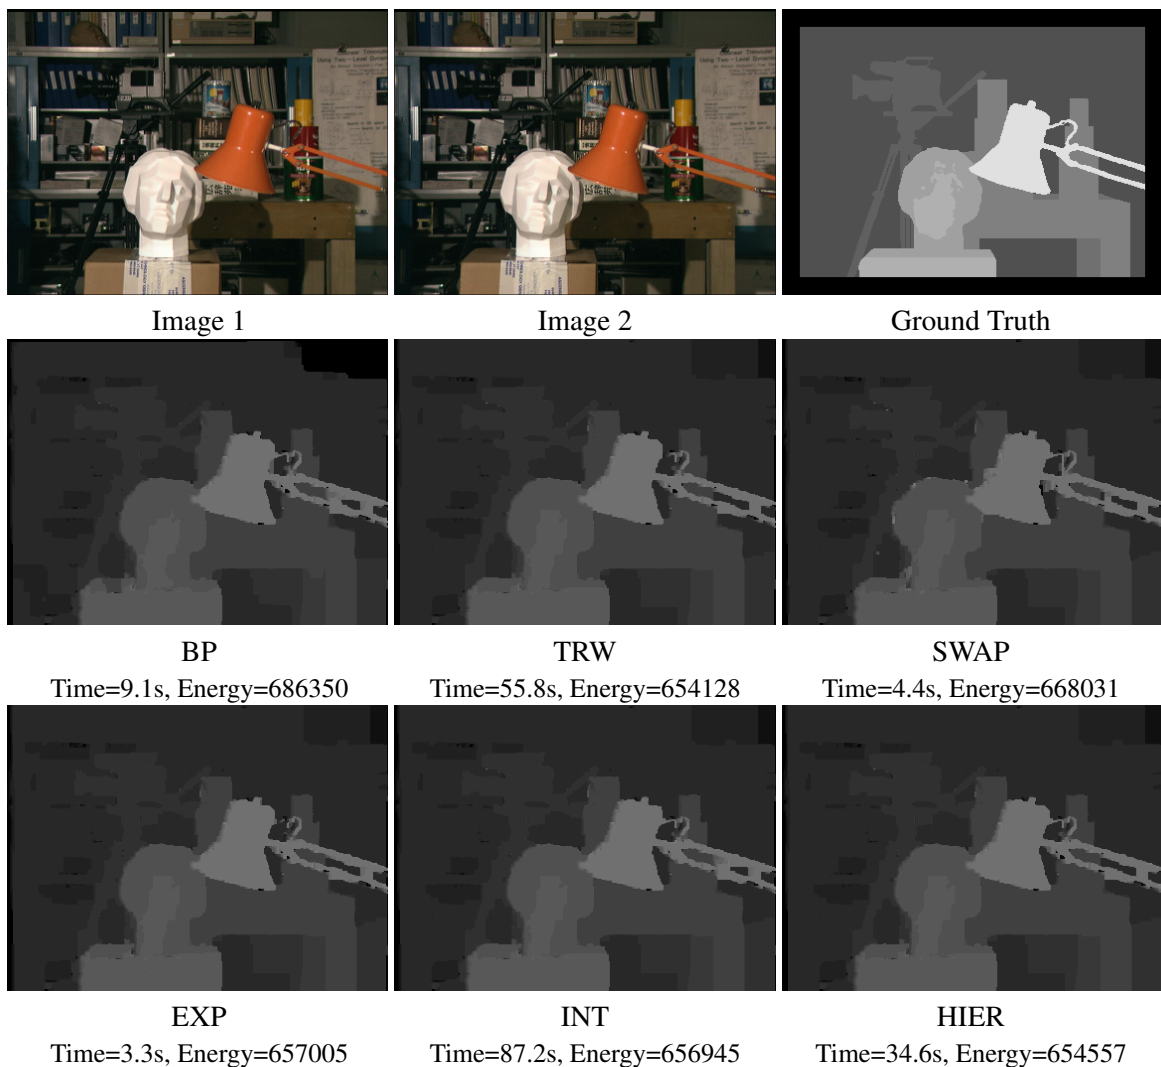 Image 1
Image 2
Ground Truth
BP
TRW
SWAP
Time=9.1s, Energy=686350
Time=55.8s, Energy=654128
Time=4.4s, Energy=668031
EXP
INT
HIER
Time=3.3s, Energy=657005
Time=87.2s, Energy=656945
Time=34.6s, Energy=654557